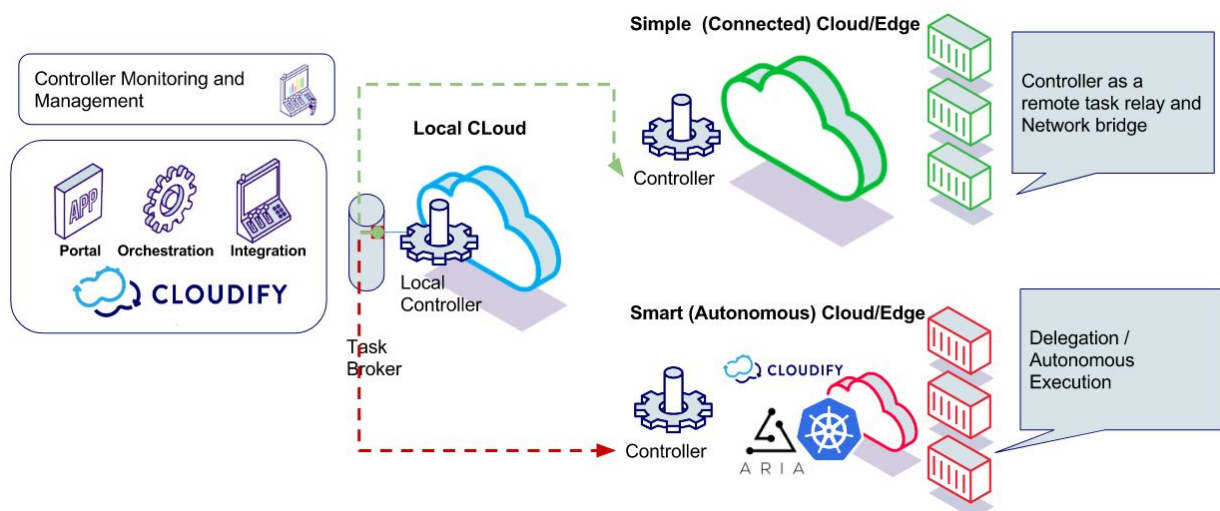 Controller Monitoring and
Management
APP
Portal
Orchestration
Integration
CLOUDIFY
Local CLoud
Local
Controller
Task
Broker
Simple (Connected) Cloud/Edge
Controller
Controller as a
remote task relay and
Network bridge
Smart (Autonomous) Cloud/Edge
CLOUDIFY
Controller
ARIA
Delegation /
Autonomous
Execution